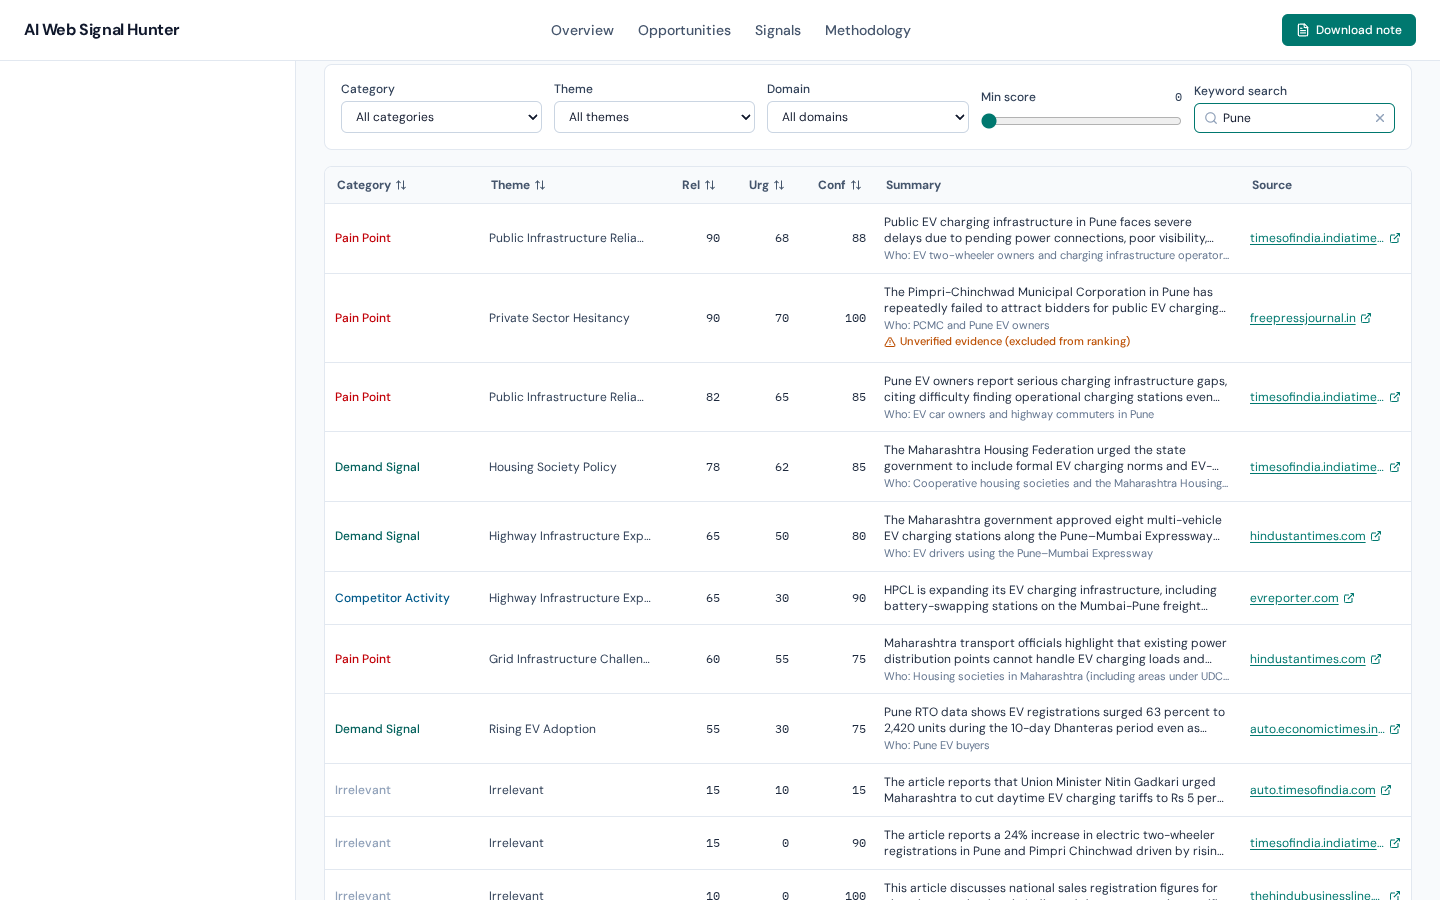 AI Web Signal Hunter
Overview
Opportunities
Signals
Methodology
Download note
Category
Theme
Domain
Min score
0
Keyword search
All categories
All themes
All domains
Pune
Category
Theme
Rel
Urg
Conf
Summary
Source
Pain Point
Public Infrastructure Relia...
90
68
88
Public EV charging infrastructure in Pune faces severe
delays due to pending power connections, poor visibility,...
Who: EV two-wheeler owners and charging infrastructure operator...
timesofindia.indiatime...
Pain Point
Private Sector Hesitancy
90
70
100
The Pimpri-Chinchwad Municipal Corporation in Pune has
repeatedly failed to attract bidders for public EV charging...
Who: PCMC and Pune EV owners
Unverified evidence (excluded from ranking)
freepressjournal.in
Pain Point
Public Infrastructure Relia...
82
65
85
Pune EV owners report serious charging infrastructure gaps,
citing difficulty finding operational charging stations even...
Who: EV car owners and highway commuters in Pune
timesofindia.indiatime...
Demand Signal
Housing Society Policy
78
62
85
The Maharashtra Housing Federation urged the state
government to include formal EV charging norms and EV-...
Who: Cooperative housing societies and the Maharashtra Housing...
timesofindia.indiatime...
Demand Signal
Highway Infrastructure Exp...
65
50
80
The Maharashtra government approved eight multi-vehicle
EV charging stations along the Pune–Mumbai Expressway...
Who: EV drivers using the Pune–Mumbai Expressway
hindustantimes.com
Competitor Activity
Highway Infrastructure Exp...
65
30
90
HPCL is expanding its EV charging infrastructure, including
battery-swapping stations on the Mumbai-Pune freight...
evreporter.com
Pain Point
Grid Infrastructure Challen...
60
55
75
Maharashtra transport officials highlight that existing power
distribution points cannot handle EV charging loads and...
Who: Housing societies in Maharashtra (including areas under UDC...
hindustantimes.com
Demand Signal
Rising EV Adoption
55
30
75
Pune RTO data shows EV registrations surged 63 percent to
2,420 units during the 10-day Dhanteras period even as...
Who: Pune EV buyers
auto.economictimes.in...
Irrelevant
Irrelevant
15
10
15
The article reports that Union Minister Nitin Gadkari urged
Maharashtra to cut daytime EV charging tariffs to Rs 5 per...
auto.timesofindia.com
Irrelevant
Irrelevant
15
0
90
The article reports a 24% increase in electric two-wheeler
registrations in Pune and Pimpri Chinchwad driven by risin...
timesofindia.indiatime...
Irrelevant
Irrelevant
10
0
100
This article discusses national sales registration figures for
thehindubusinessline...